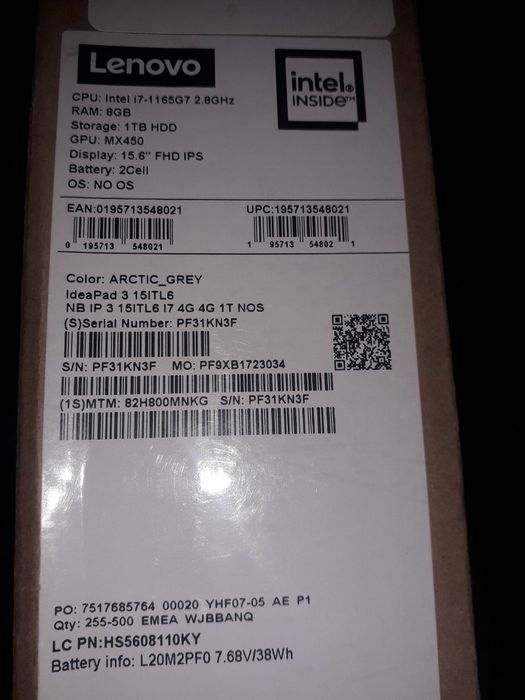 Lenovo
intel
INSIDE™
CPU: Intel i7-1165G7 2.8GHz
RAM: 8GB
Storage: 1TB HDD
GPU: MX450
Display: 15.6" FHD IPS
Battery: 2Cell
OS: NO OS
EAN:0195713548021 UPC:195713548021
0 195713 548021 1 95713 54802 1
Color: ARCTIC_GREY
IdeaPad 3 15ITL6
NB IP 3 15ITL6 I7 4G 4G 1T NOS
(S)Serial Number: PF31KN3F
S/N: PF31KN3F MO: PF9XB1723034
(1S)MTM: 82H800MNKG S/N: PF31KN3F
PO: 7517685764 00020 YHF07-05 AE P1
Qty: 255-500 EMEA WJBBANQ
LC PN:HS5608110KY
Battery info: L20M2PF0 7.68V/38Wh